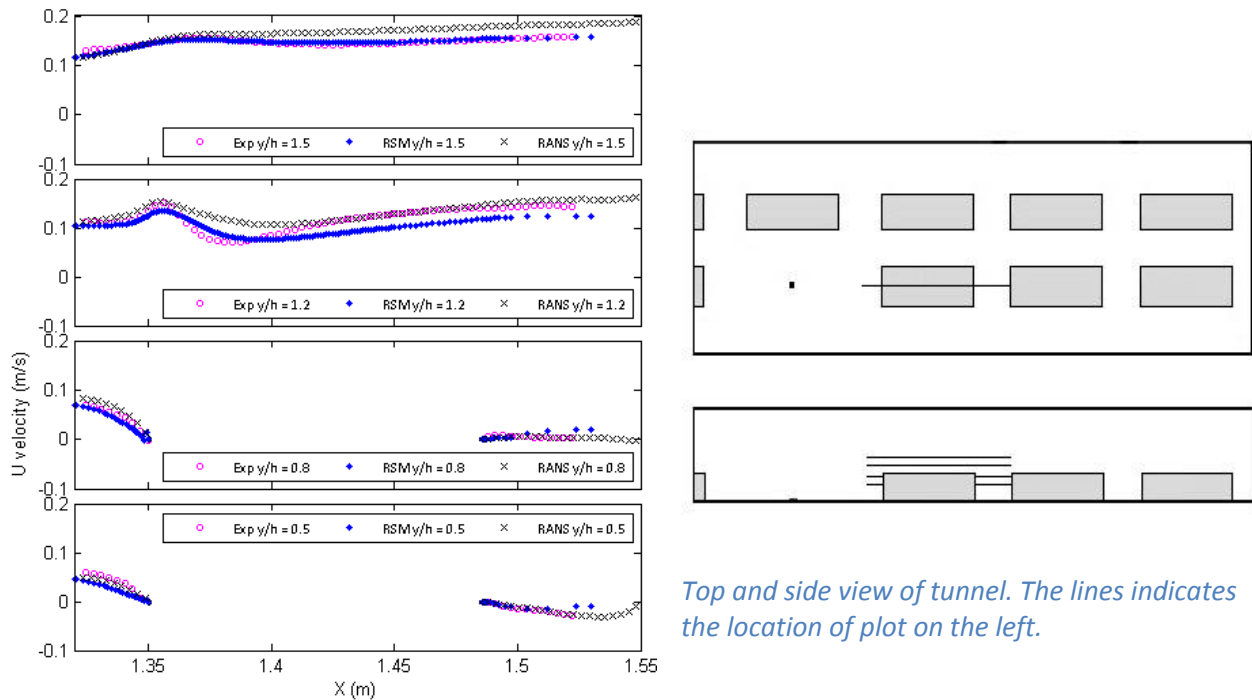 0.2
0.1
0
-0.1
Exp y/h = 1.5 RSM y/h = 1.5 RANS y/h = 1.5
0.2
0.1
0
-0.1
Exp y/h = 1.2 RSM y/h = 1.2 RANS y/h = 1.2
0.2
0.1
0
-0.1
Exp y/h = 0.8 RSM y/h = 0.8 RANS y/h = 0.8
U velocity (m/s)
0.1
0
-0.1
Exp y/h = 0.5 RSM y/h = 0.5 RANS y/h = 0.5
1.35 1.4 1.45 1.5 1.55
X (m)
Top and side view of tunnel. The lines indicates
the location of plot on the left.